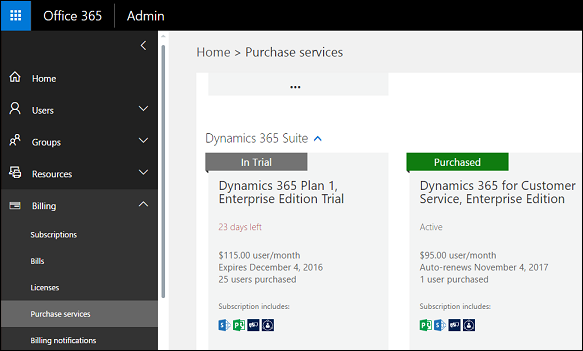 Office 365 Admin
Home
Users
Groups
Resources
Billing
Subscriptions
Bills
Licenses
Purchase services
Billing notifications
Home > Purchase services
...
Dynamics 365 Suite
In Trial
Dynamics 365 Plan 1,
Enterprise Edition Trial
23 days left
$115.00 user/month
Expires December 4, 2016
25 users purchased
Subscription includes:
Purchased
Dynamics 365 for Customer
Service, Enterprise Edition
Active
$95.00 user/month
Auto-renews November 4, 2017
1 user purchased
Subscription includes: